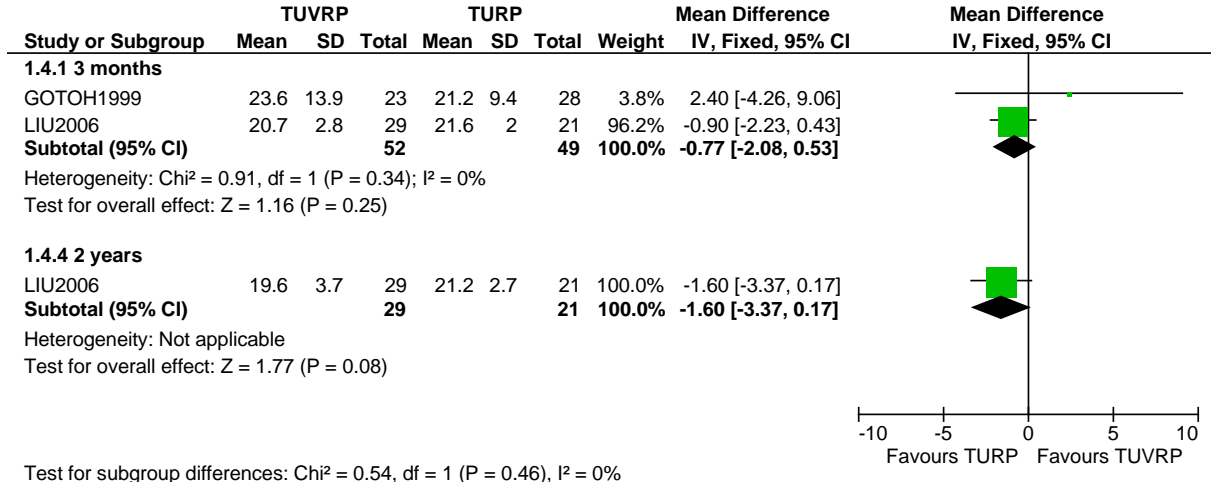 TUVRP TURP Mean Difference Mean Difference
Study or Subgroup Mean SD Total Mean SD Total Weight IV, Fixed, 95% CI IV, Fixed, 95% CI
1.4.1 3 months
GOTOH1999 23.6 13.9 23 21.2 9.4 28 3.8% 2.40 [-4.26, 9.06]
LIU2006 20.7 2.8 29 21.6 2 21 96.2% -0.90 [-2.23, 0.43]
Subtotal (95% CI) 52 49 100.0% -0.77 [-2.08, 0.53]
Heterogeneity: Chi² = 0.91, df = 1 (P = 0.34); I² = 0%
Test for overall effect: Z = 1.16 (P = 0.25)
1.4.4 2 years
LIU2006 19.6 3.7 29 21.2 2.7 21 100.0% -1.60 [-3.37, 0.17]
Subtotal (95% CI) 29 21 100.0% -1.60 [-3.37, 0.17]
Heterogeneity: Not applicable
Test for overall effect: Z = 1.77 (P = 0.08)
-10 -5 0 5 10
Favours TURP Favours TUVRP
Test for subgroup differences: Chi² = 0.54, df = 1 (P = 0.46), I² = 0%